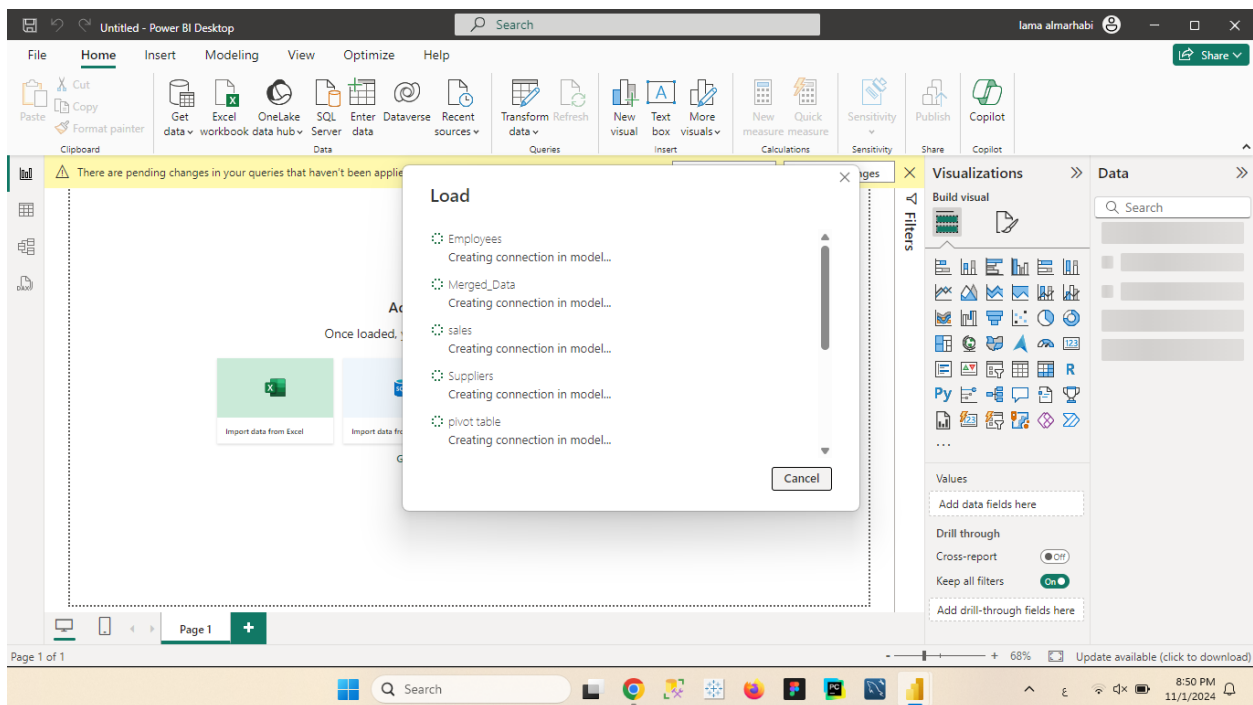 Untitled - Power BI Desktop
Search
lama almarhabi
File Home Insert Modeling View Optimize Help
Share
Paste
Cut
Copy
Format painter
Clipboard
Get data
Excel workbook
OneLake data hub
SQL Server
Enter data
Dataverse
Recent sources
Data
Transform data
Refresh
Queries
New visual
Text box
More visuals
Insert
New measure
Quick measure
Calculations
Sensitivity
Sensitivity
Publish
Share
Copilot
Copilot
There are pending changes in your queries that haven't been applie
nges
Load
Employees
Creating connection in model...
Merged_Data
Creating connection in model...
sales
Creating connection in model...
Suppliers
Creating connection in model...
pivot table
Creating connection in model...
Cancel
Once loaded,
Import data from Excel
Import data fr
Filters
Visualizations
Build visual
123
R
Py
Values
Add data fields here
Drill through
Cross-report
Off
Keep all filters
On
Add drill-through fields here
Data
Search
Page 1
Page 1 of 1
68%
Update available (click to download)
Search
PC
ع
8:50 PM
11/1/2024